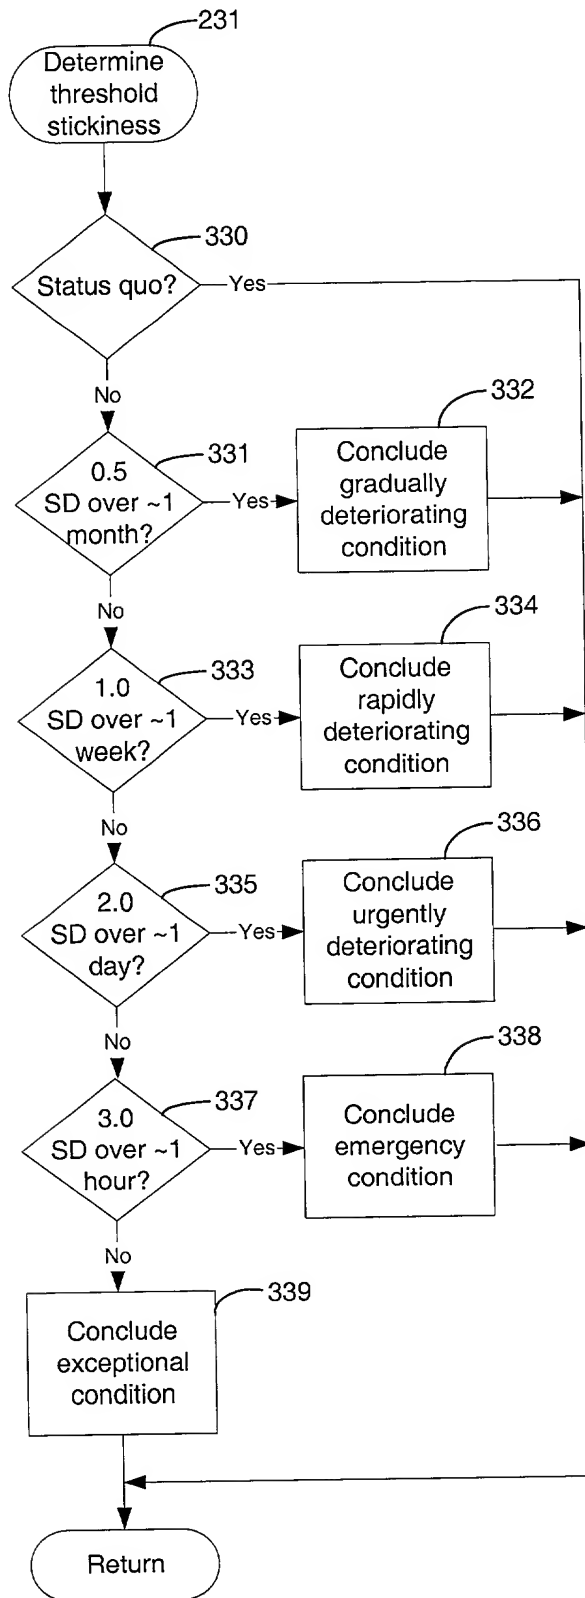 231
Determine
threshold
stickiness
330
Status quo?
Yes
No
332
331
0.5
SD over ~1
month?
Yes
Conclude
gradually
deteriorating
condition
No
334
333
1.0
SD over ~1
week?
Yes
Conclude
rapidly
deteriorating
condition
No
336
335
2.0
SD over ~1
day?
Yes
Conclude
urgently
deteriorating
condition
No
338
337
3.0
SD over ~1
hour?
Yes
Conclude
emergency
condition
No
339
Conclude
exceptional
condition
Return